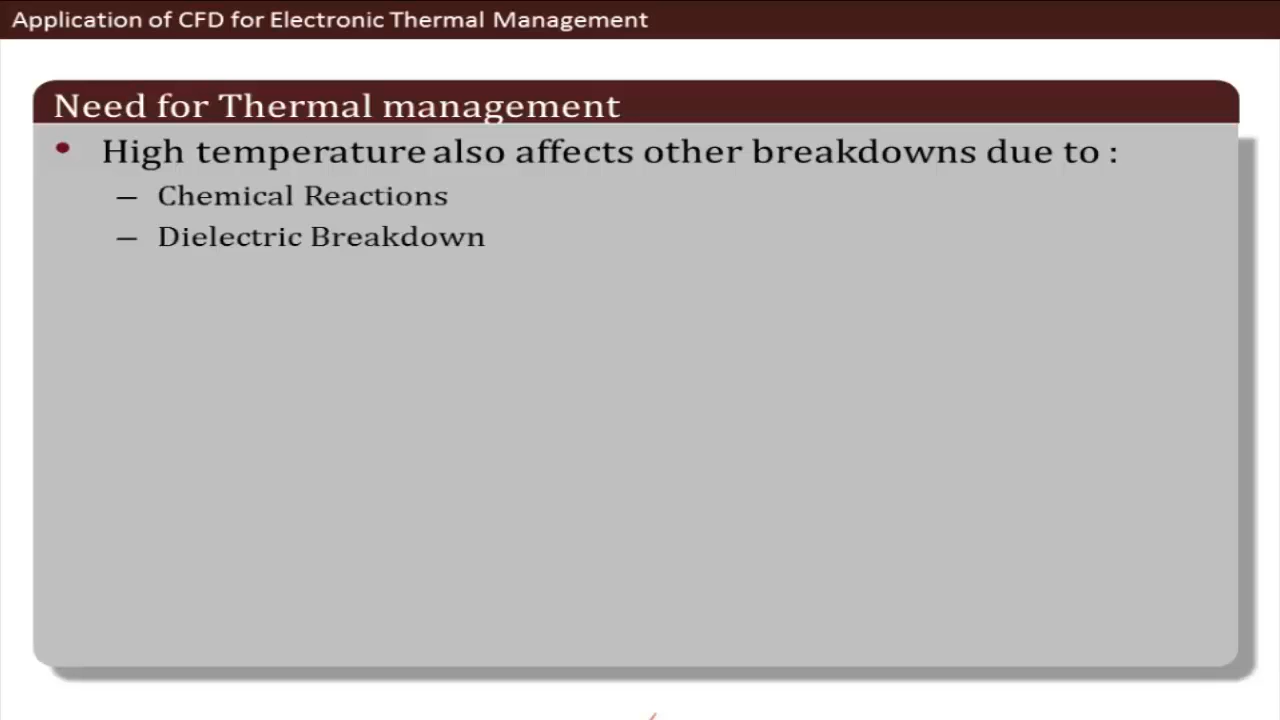 Application of CFD for Electronic Thermal Management
Need for Thermal management
• High temperature also affects other breakdowns due to :
– Chemical Reactions
– Dielectric Breakdown